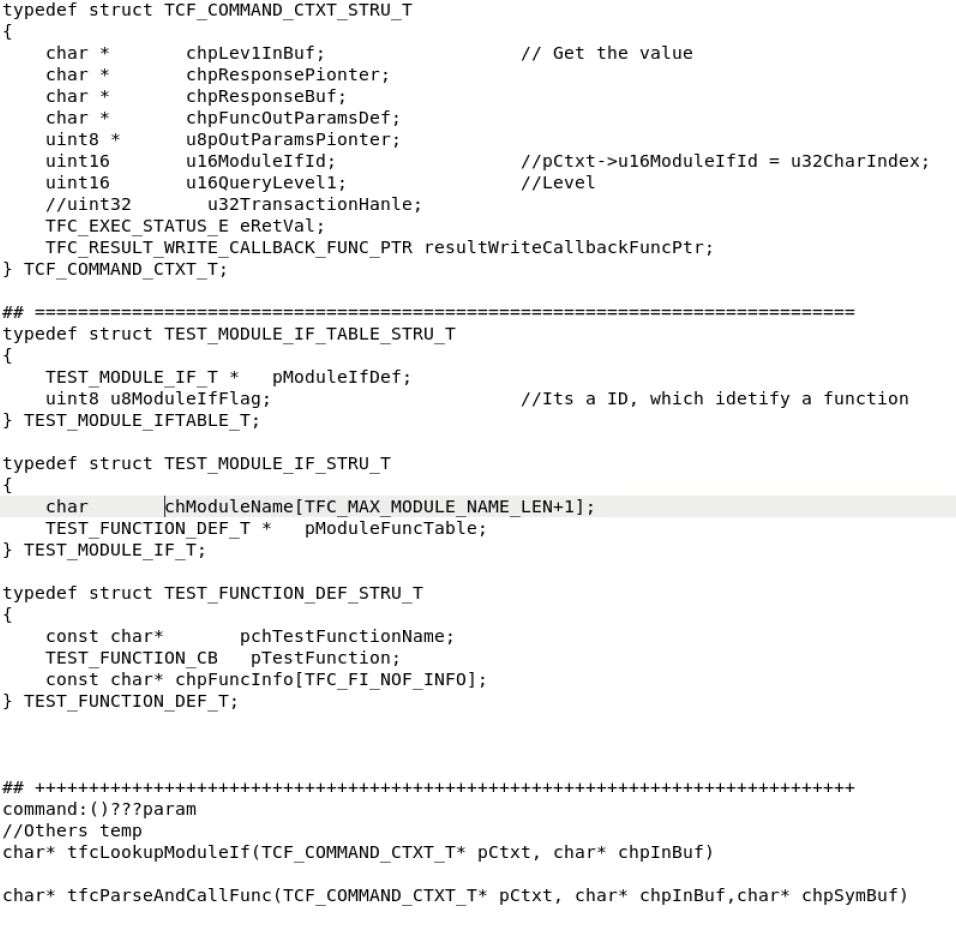 typedef struct TCF_COMMAND_CTXT_STRU_T
{
    char *       chpLev1InBuf;                  // Get the value
    char *       chpResponsePionter;
    char *       chpResponseBuf;
    char *       chpFuncOutParamsDef;
    uint8 *      u8pOutParamsPionter;
    uint16       u16ModuleIfId;                 //pCtxt->u16ModuleIfId = u32CharIndex;
    uint16       u16QueryLevel1;                //Level
    //uint32       u32TransactionHanle;
    TFC_EXEC_STATUS_E eRetVal;
    TFC_RESULT_WRITE_CALLBACK_FUNC_PTR resultWriteCallbackFuncPtr;
} TCF_COMMAND_CTXT_T;

## ============================================================================
typedef struct TEST_MODULE_IF_TABLE_STRU_T
{
    TEST_MODULE_IF_T *   pModuleIfDef;
    uint8 u8ModuleIfFlag;                       //Its a ID, which idetify a function
} TEST_MODULE_IFTABLE_T;

typedef struct TEST_MODULE_IF_STRU_T
{
    char       chModuleName[TFC_MAX_MODULE_NAME_LEN+1];
    TEST_FUNCTION_DEF_T *   pModuleFuncTable;
} TEST_MODULE_IF_T;

typedef struct TEST_FUNCTION_DEF_STRU_T
{
    const char*       pchTestFunctionName;
    TEST_FUNCTION_CB   pTestFunction;
    const char* chpFuncInfo[TFC_FI_NOF_INFO];
} TEST_FUNCTION_DEF_T;

## ++++++++++++++++++++++++++++++++++++++++++++++++++++++++++++++++++++++++++++
command:()???param
//Others temp
char* tfcLookupModuleIf(TCF_COMMAND_CTXT_T* pCtxt, char* chpInBuf)

char* tfcParseAndCallFunc(TCF_COMMAND_CTXT_T* pCtxt, char* chpInBuf,char* chpSymBuf)